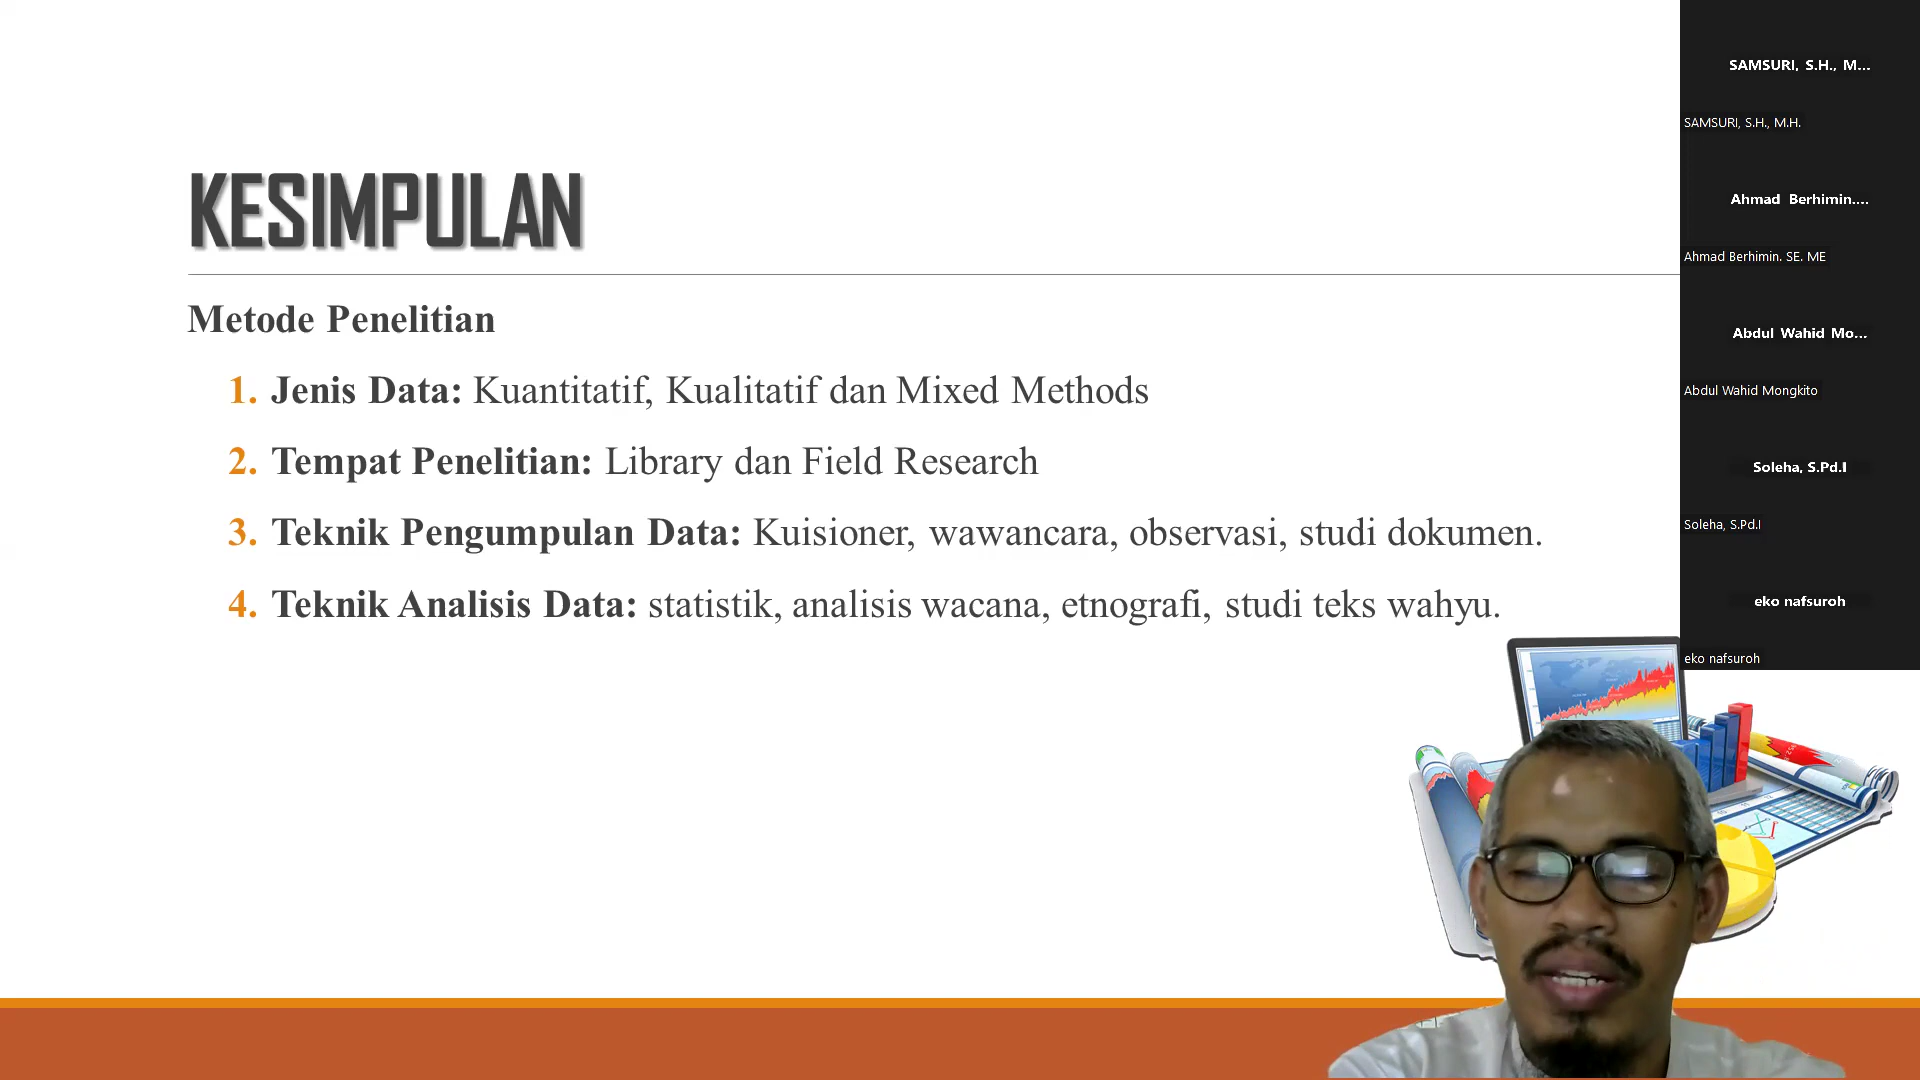 KESIMPULAN
Metode Penelitian
1. Jenis Data: Kuantitatif, Kualitatif dan Mixed Methods
2. Tempat Penelitian: Library dan Field Research
3. Teknik Pengumpulan Data: Kuisioner, wawancara, observasi, studi dokumen.
4. Teknik Analisis Data: statistik, analisis wacana, etnografi, studi teks wahyu.
SAMSURI, S.H., M...
SAMSURI, S.H., M.H.
Ahmad Berhimin....
Ahmad Berhimin. SE. ME
Abdul Wahid Mo...
Abdul Wahid Mongkito
Soleha, S.Pd.I
Soleha, S.Pd.I
eko nafsuroh
eko nafsuroh